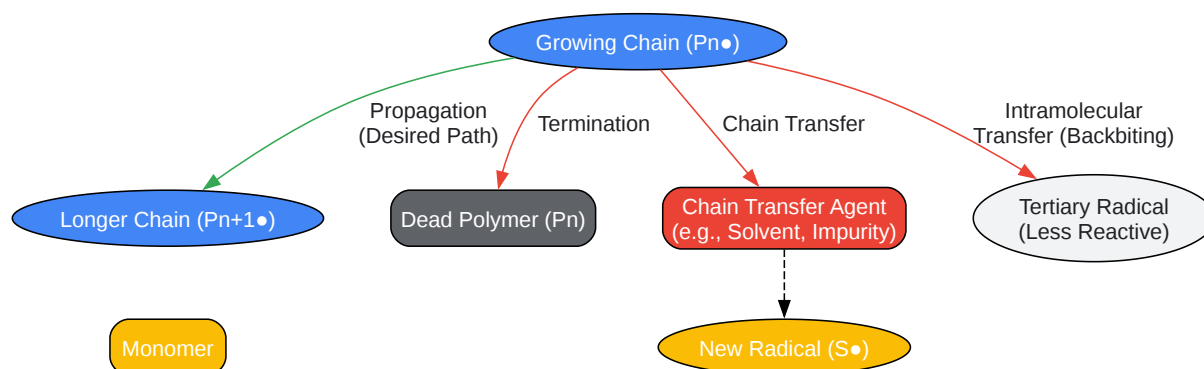 Growing Chain (Pn●)
Propagation
(Desired Path)
Termination
Chain Transfer
Intramolecular
Transfer (Backbiting)
Longer Chain (Pn+1●)
Dead Polymer (Pn)
Chain Transfer Agent
(e.g., Solvent, Impurity)
Tertiary Radical
(Less Reactive)
Monomer
New Radical (S●)